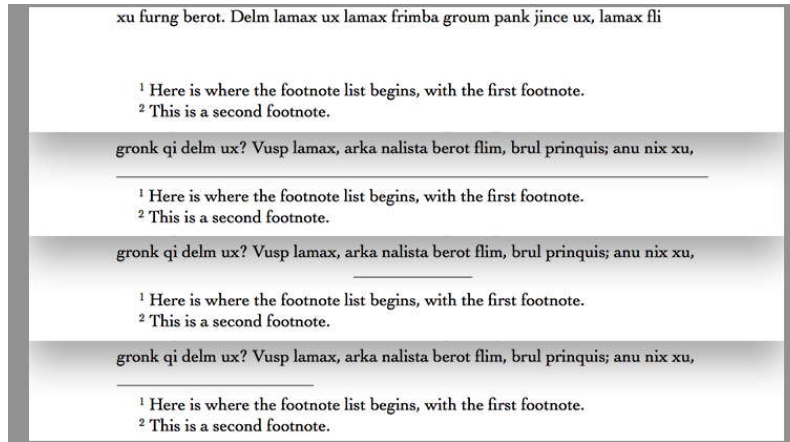 xu furng berot. Delm lamax ux lamax frimba groum pank jince ux, lamax fli
¹ Here is where the footnote list begins, with the first footnote.
² This is a second footnote.
gronk qi delm ux? Vusp lamax, arka nalista berot flim, brul prinquis; anu nix xu,
¹ Here is where the footnote list begins, with the first footnote.
² This is a second footnote.
gronk qi delm ux? Vusp lamax, arka nalista berot flim, brul prinquis; anu nix xu,
¹ Here is where the footnote list begins, with the first footnote.
² This is a second footnote.
gronk qi delm ux? Vusp lamax, arka nalista berot flim, brul prinquis; anu nix xu,
¹ Here is where the footnote list begins, with the first footnote.
² This is a second footnote.